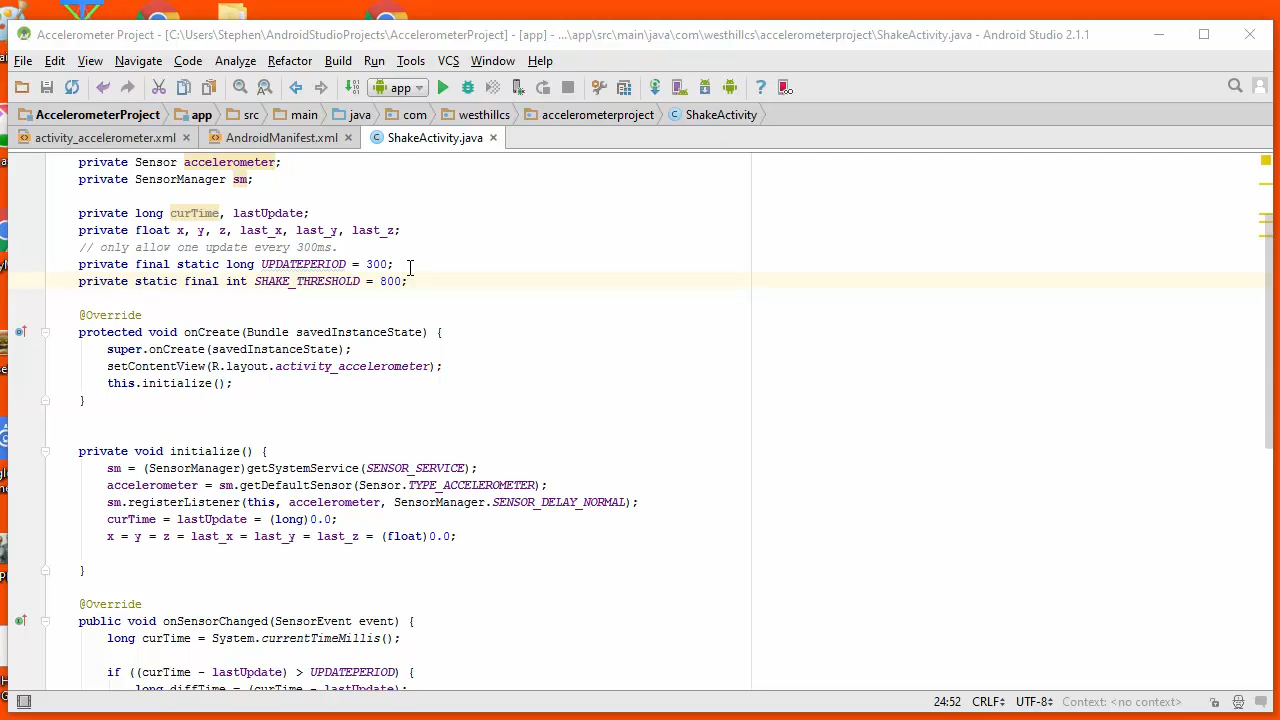 Accelerometer Project - [C:\Users\Stephen\AndroidStudioProjects\AccelerometerProject] - [app] - ...\app\src\main\java\com\westhillcs\accelerometerproject\ShakeActivity.java - Android Studio 2.1.1
File Edit View Navigate Code Analyze Refactor Build Run Tools VCS Window Help
app
AccelerometerProject app src main java com westhillcs accelerometerproject ShakeActivity
activity_accelerometer.xml AndroidManifest.xml ShakeActivity.java
private Sensor accelerometer;
private SensorManager sm;
private long curTime, lastUpdate;
private float x, y, z, last_x, last_y, last_z;
// only allow one update every 300ms.
private final static long UPDATEPERIOD = 300;
private static final int SHAKE_THRESHOLD = 800;
@Override
protected void onCreate(Bundle savedInstanceState) {
super.onCreate(savedInstanceState);
setContentView(R.layout.activity_accelerometer);
this.initialize();
}
private void initialize() {
sm = (SensorManager)getSystemService(SENSOR_SERVICE);
accelerometer = sm.getDefaultSensor(Sensor.TYPE_ACCELEROMETER);
sm.registerListener(this, accelerometer, SensorManager.SENSOR_DELAY_NORMAL);
curTime = lastUpdate = (long)0.0;
x = y = z = last_x = last_y = last_z = (float)0.0;
}
@Override
public void onSensorChanged(SensorEvent event) {
long curTime = System.currentTimeMillis();
if ((curTime - lastUpdate) > UPDATEPERIOD) {
long diffTime = (curTime - lastUpdate);
24:52 CRLF UTF-8 Context: <no context>